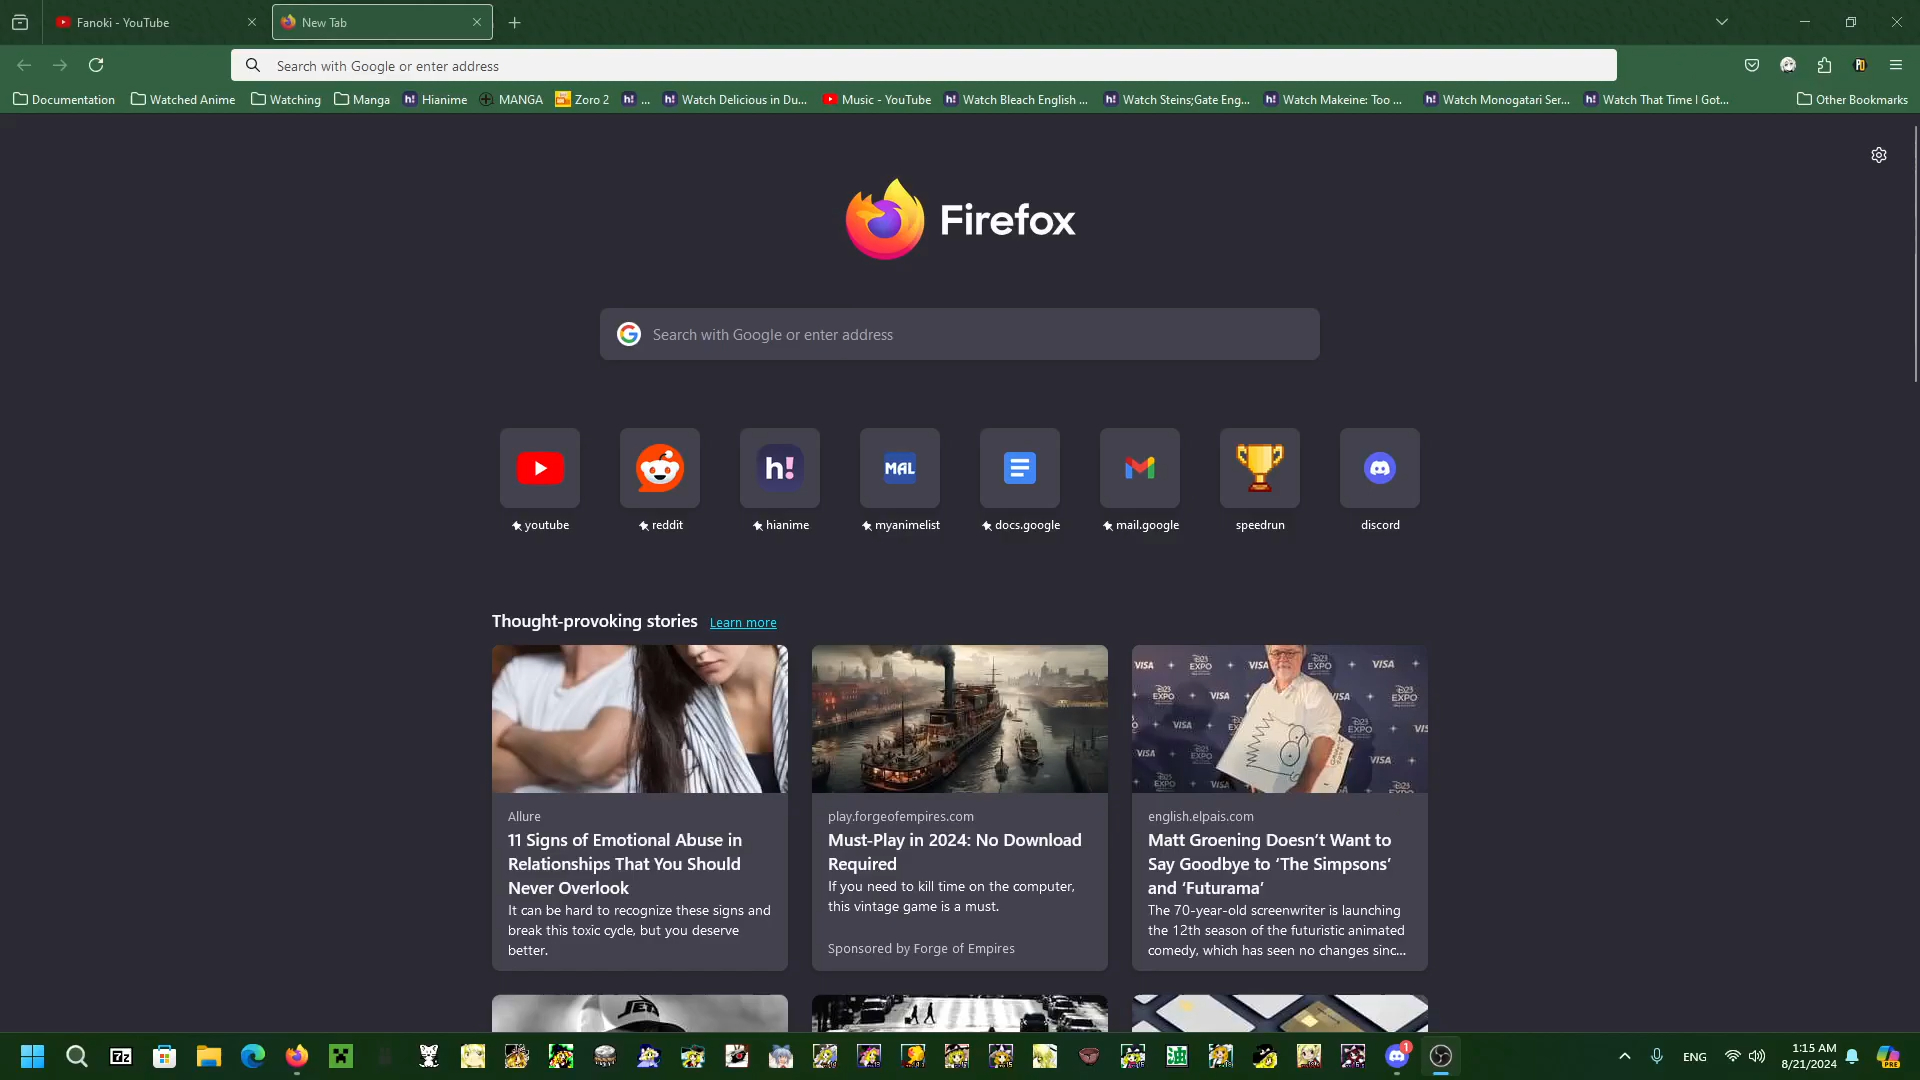 Fanoki - YouTube
New Tab
Search with Google or enter address
Documentation
Watched Anime
Watching
Manga
Hianime
MANGA
Zoro 2
...
Watch Delicious in Du...
Music - YouTube
Watch Bleach English ...
Watch Steins;Gate Eng...
Watch Makeine: Too ...
Watch Monogatari Ser...
Watch That Time I Got...
Other Bookmarks
Firefox
Search with Google or enter address
h!
MAL
youtube
reddit
hianime
myanimelist
docs.google
mail.google
speedrun
discord
Thought-provoking stories
Learn more
VISA
D23
EXPO
JETS
Allure
11 Signs of Emotional Abuse in
Relationships That You Should
Never Overlook
It can be hard to recognize these signs and
break this toxic cycle, but you deserve
better.
play.forgeofempires.com
Must-Play in 2024: No Download
Required
If you need to kill time on the computer,
this vintage game is a must.
Sponsored by Forge of Empires
english.elpais.com
Matt Groening Doesn’t Want to
Say Goodbye to ‘The Simpsons’
and ‘Futurama’
The 70-year-old screenwriter is launching
the 12th season of the futuristic animated
comedy, which has seen no changes sinc...
7z
1
ENG
1:15 AM
8/21/2024
PRE